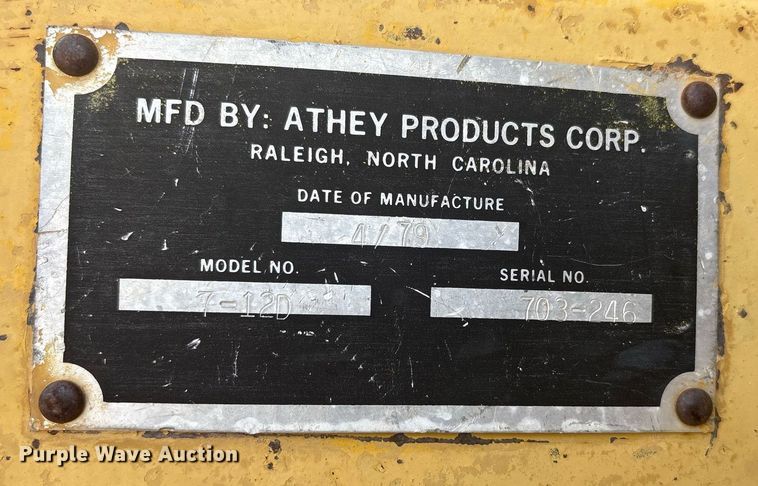 MFD BY: ATHEY PRODUCTS CORP.
RALEIGH, NORTH CAROLINA
DATE OF MANUFACTURE
4/79
MODEL NO.
7-12D
SERIAL NO.
703-246
Purple Wave Auction